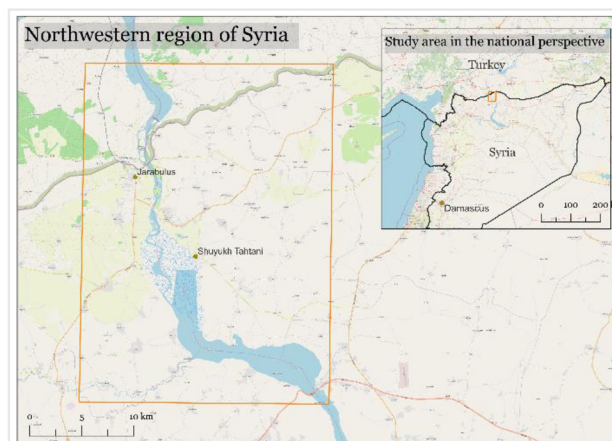 Northwestern region of Syria
Study area in the national perspective
Turkey
Syria
Damascus
0 100 200
Jarabulus
Shuyukh Tahtani
0 5 10 km